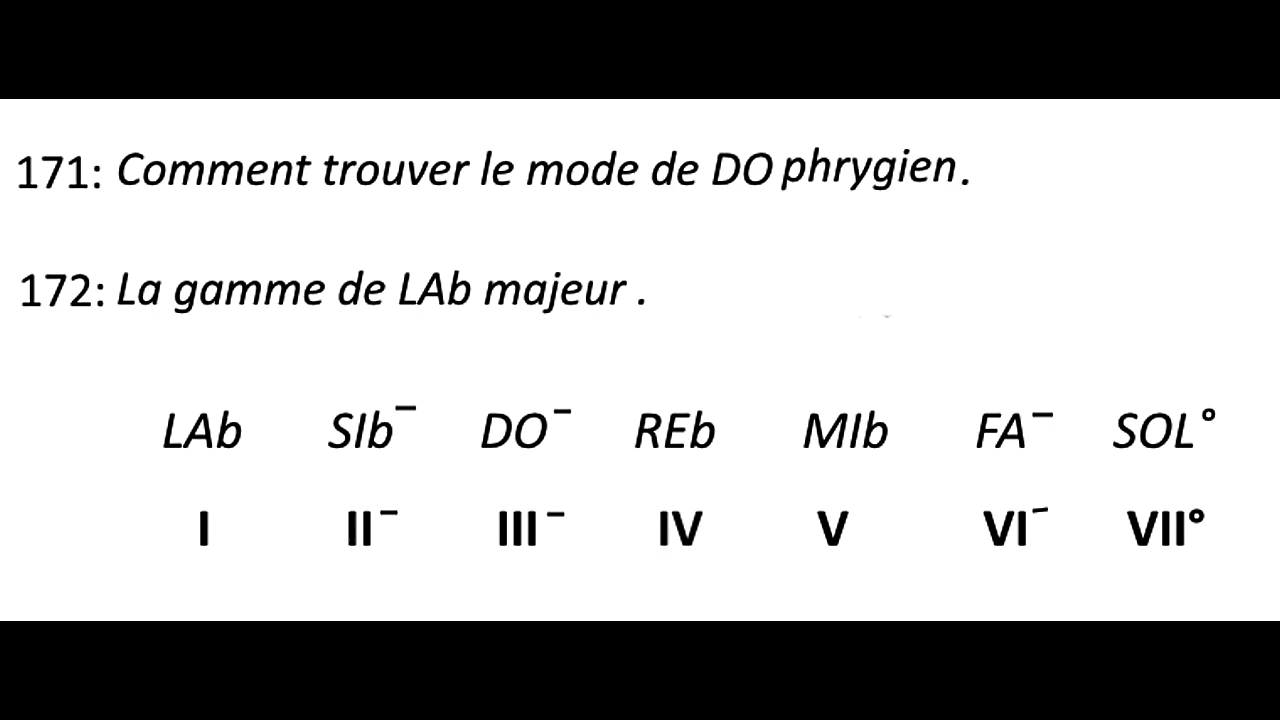 171: Comment trouver le mode de DO phrygien.
172: La gamme de LAb majeur .
LAb SIb⁻ DO⁻ REb MIb FA⁻ SOL°
I II⁻ III⁻ IV V VI⁻ VII°